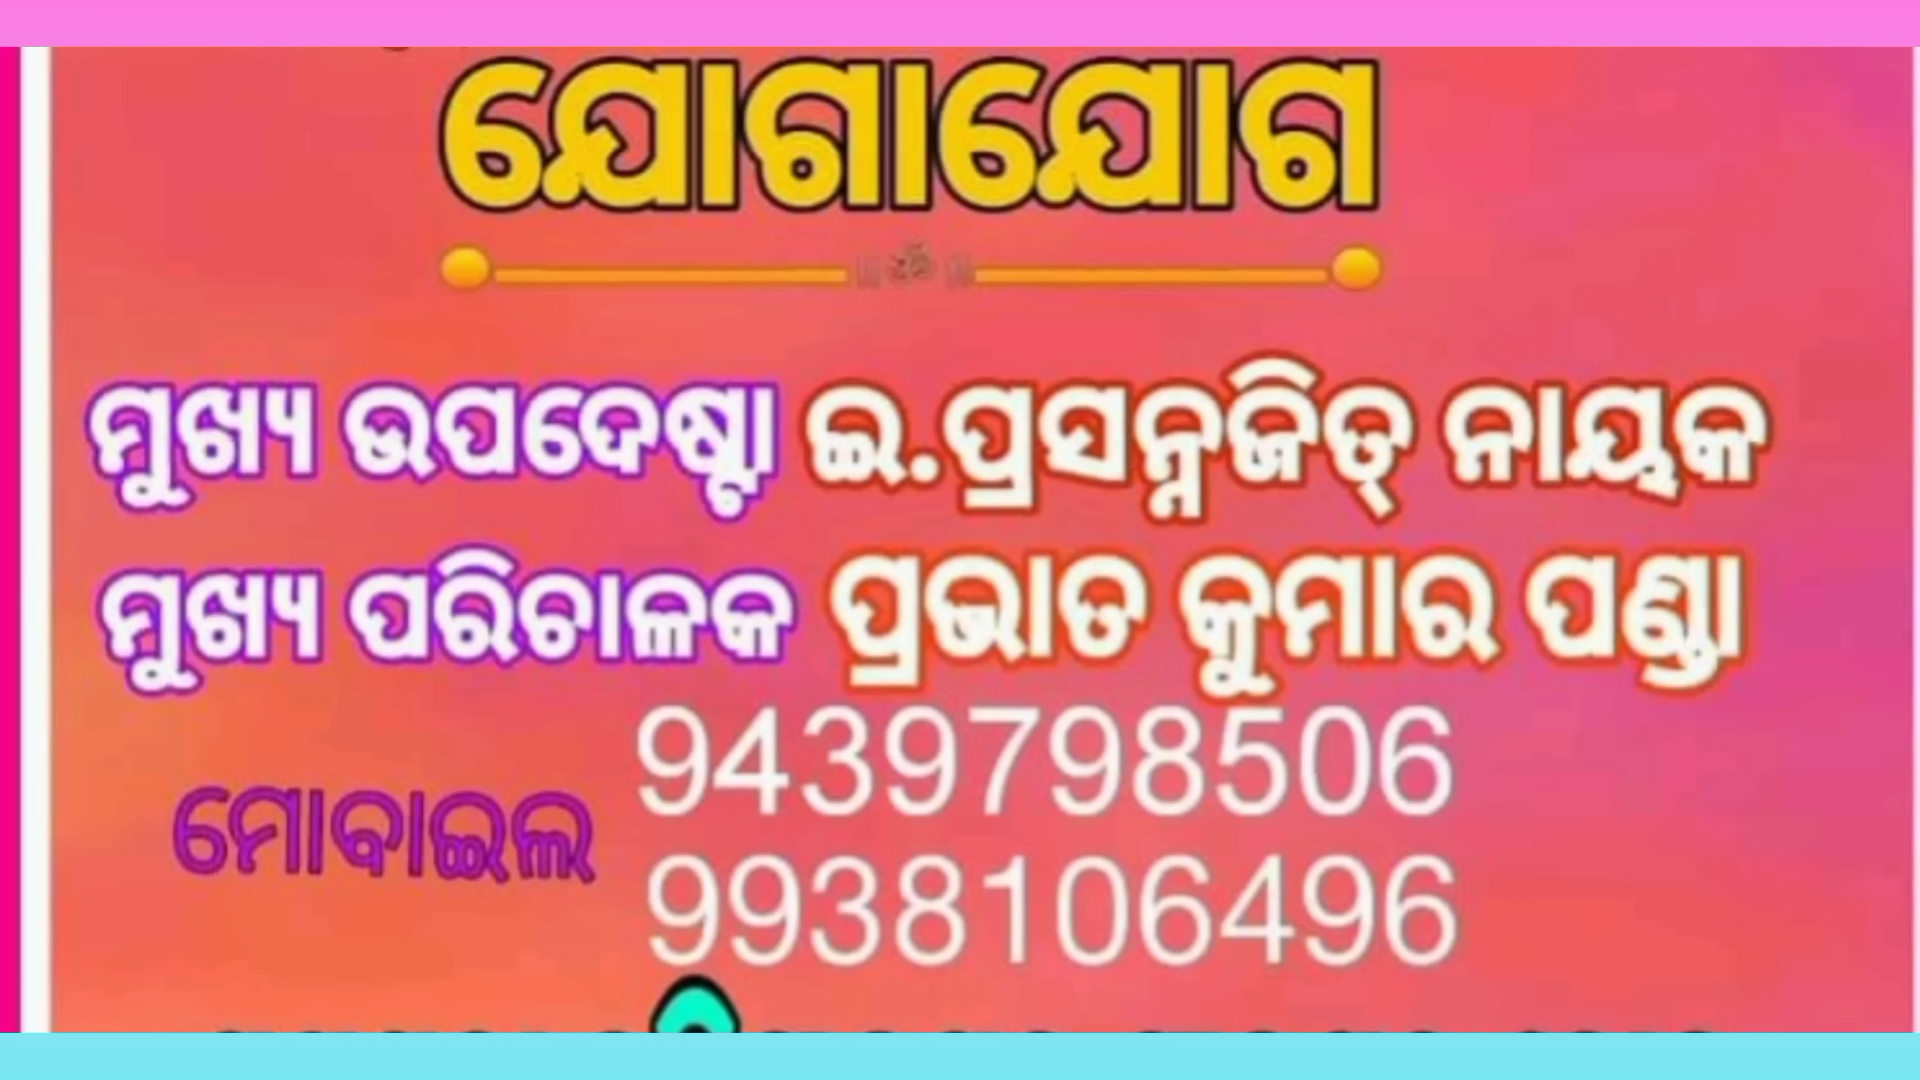 ଯୋଗାଯୋଗ
ମୁଖ୍ୟ ଉପଦେଷ୍ଟା ଇ.ପ୍ରସନ୍ନଜିତ୍ ନାୟକ
ମୁଖ୍ୟ ପରିଚାଳକ ପ୍ରଭାତ କୁମାର ପଣ୍ଡା
9439798506
ମୋବାଇଲ
9938106496